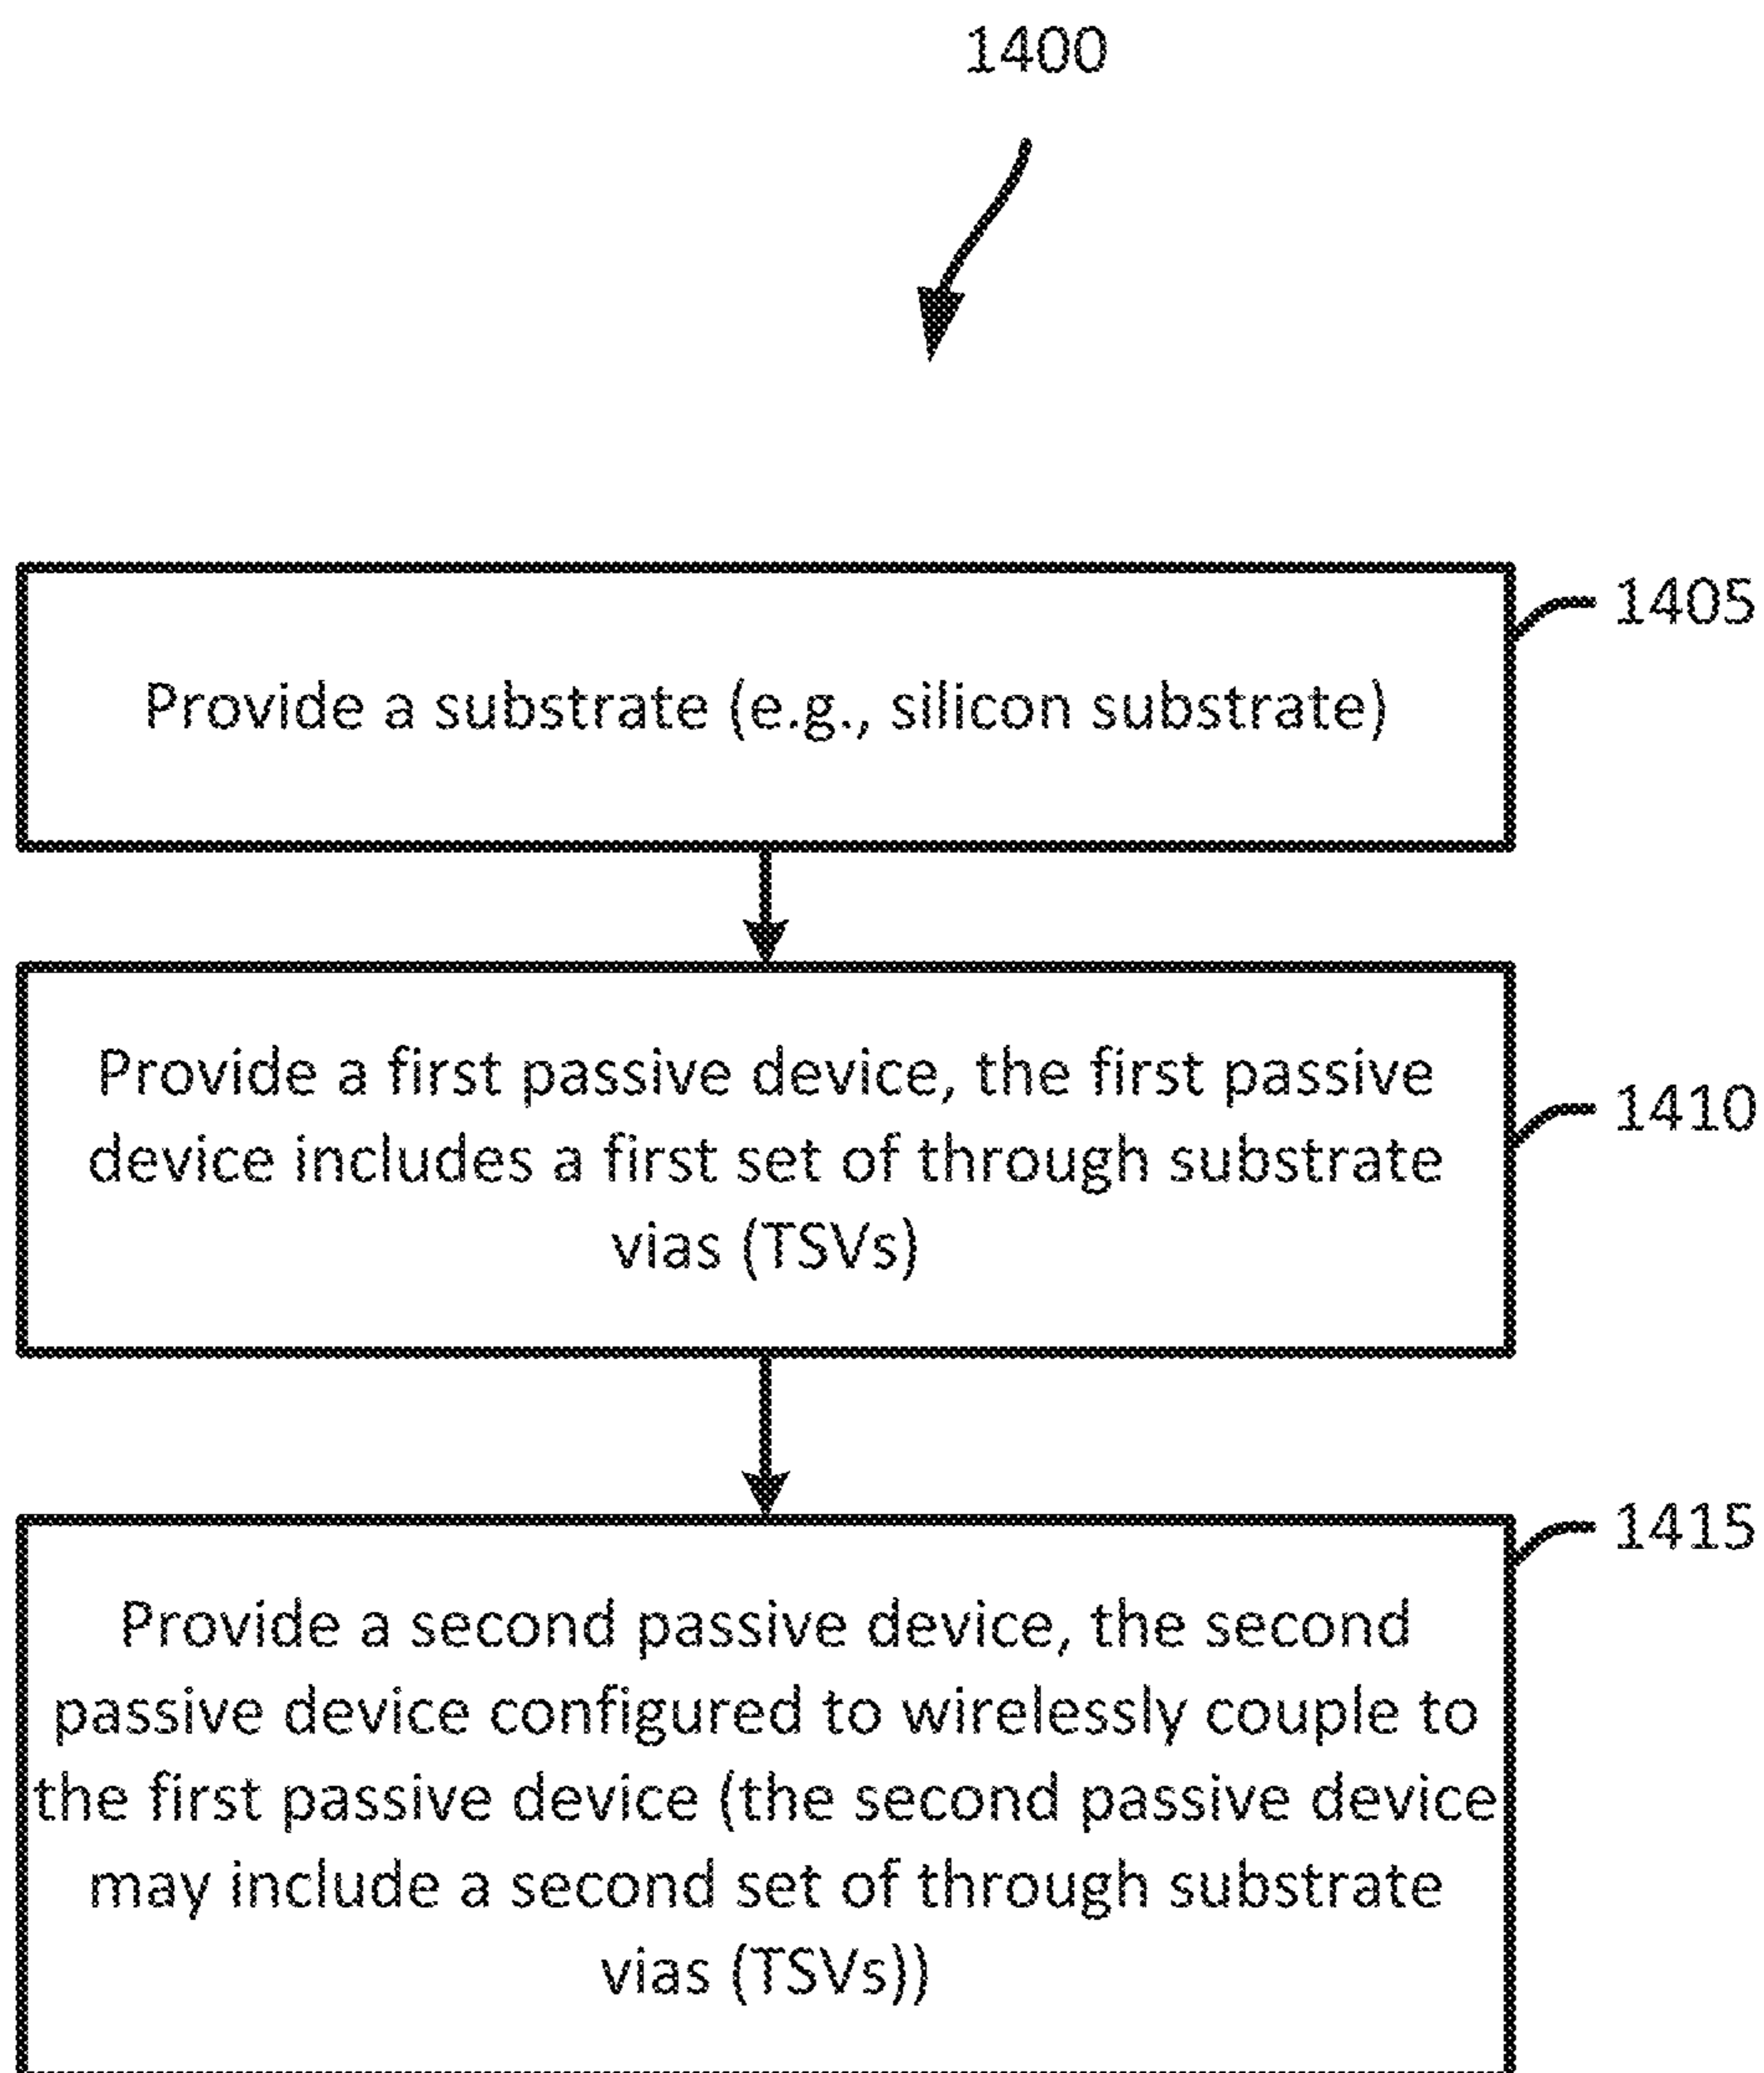 1400
1405
Provide a substrate (e.g., silicon substrate)
Provide a first passive device, the first passive
device includes a first set of through substrate
vias (TSVs)
1410
1415
Provide a second passive device, the second
passive device configured to wirelessly couple to
the first passive device (the second passive device
may include a second set of through substrate
vias (TSVs))